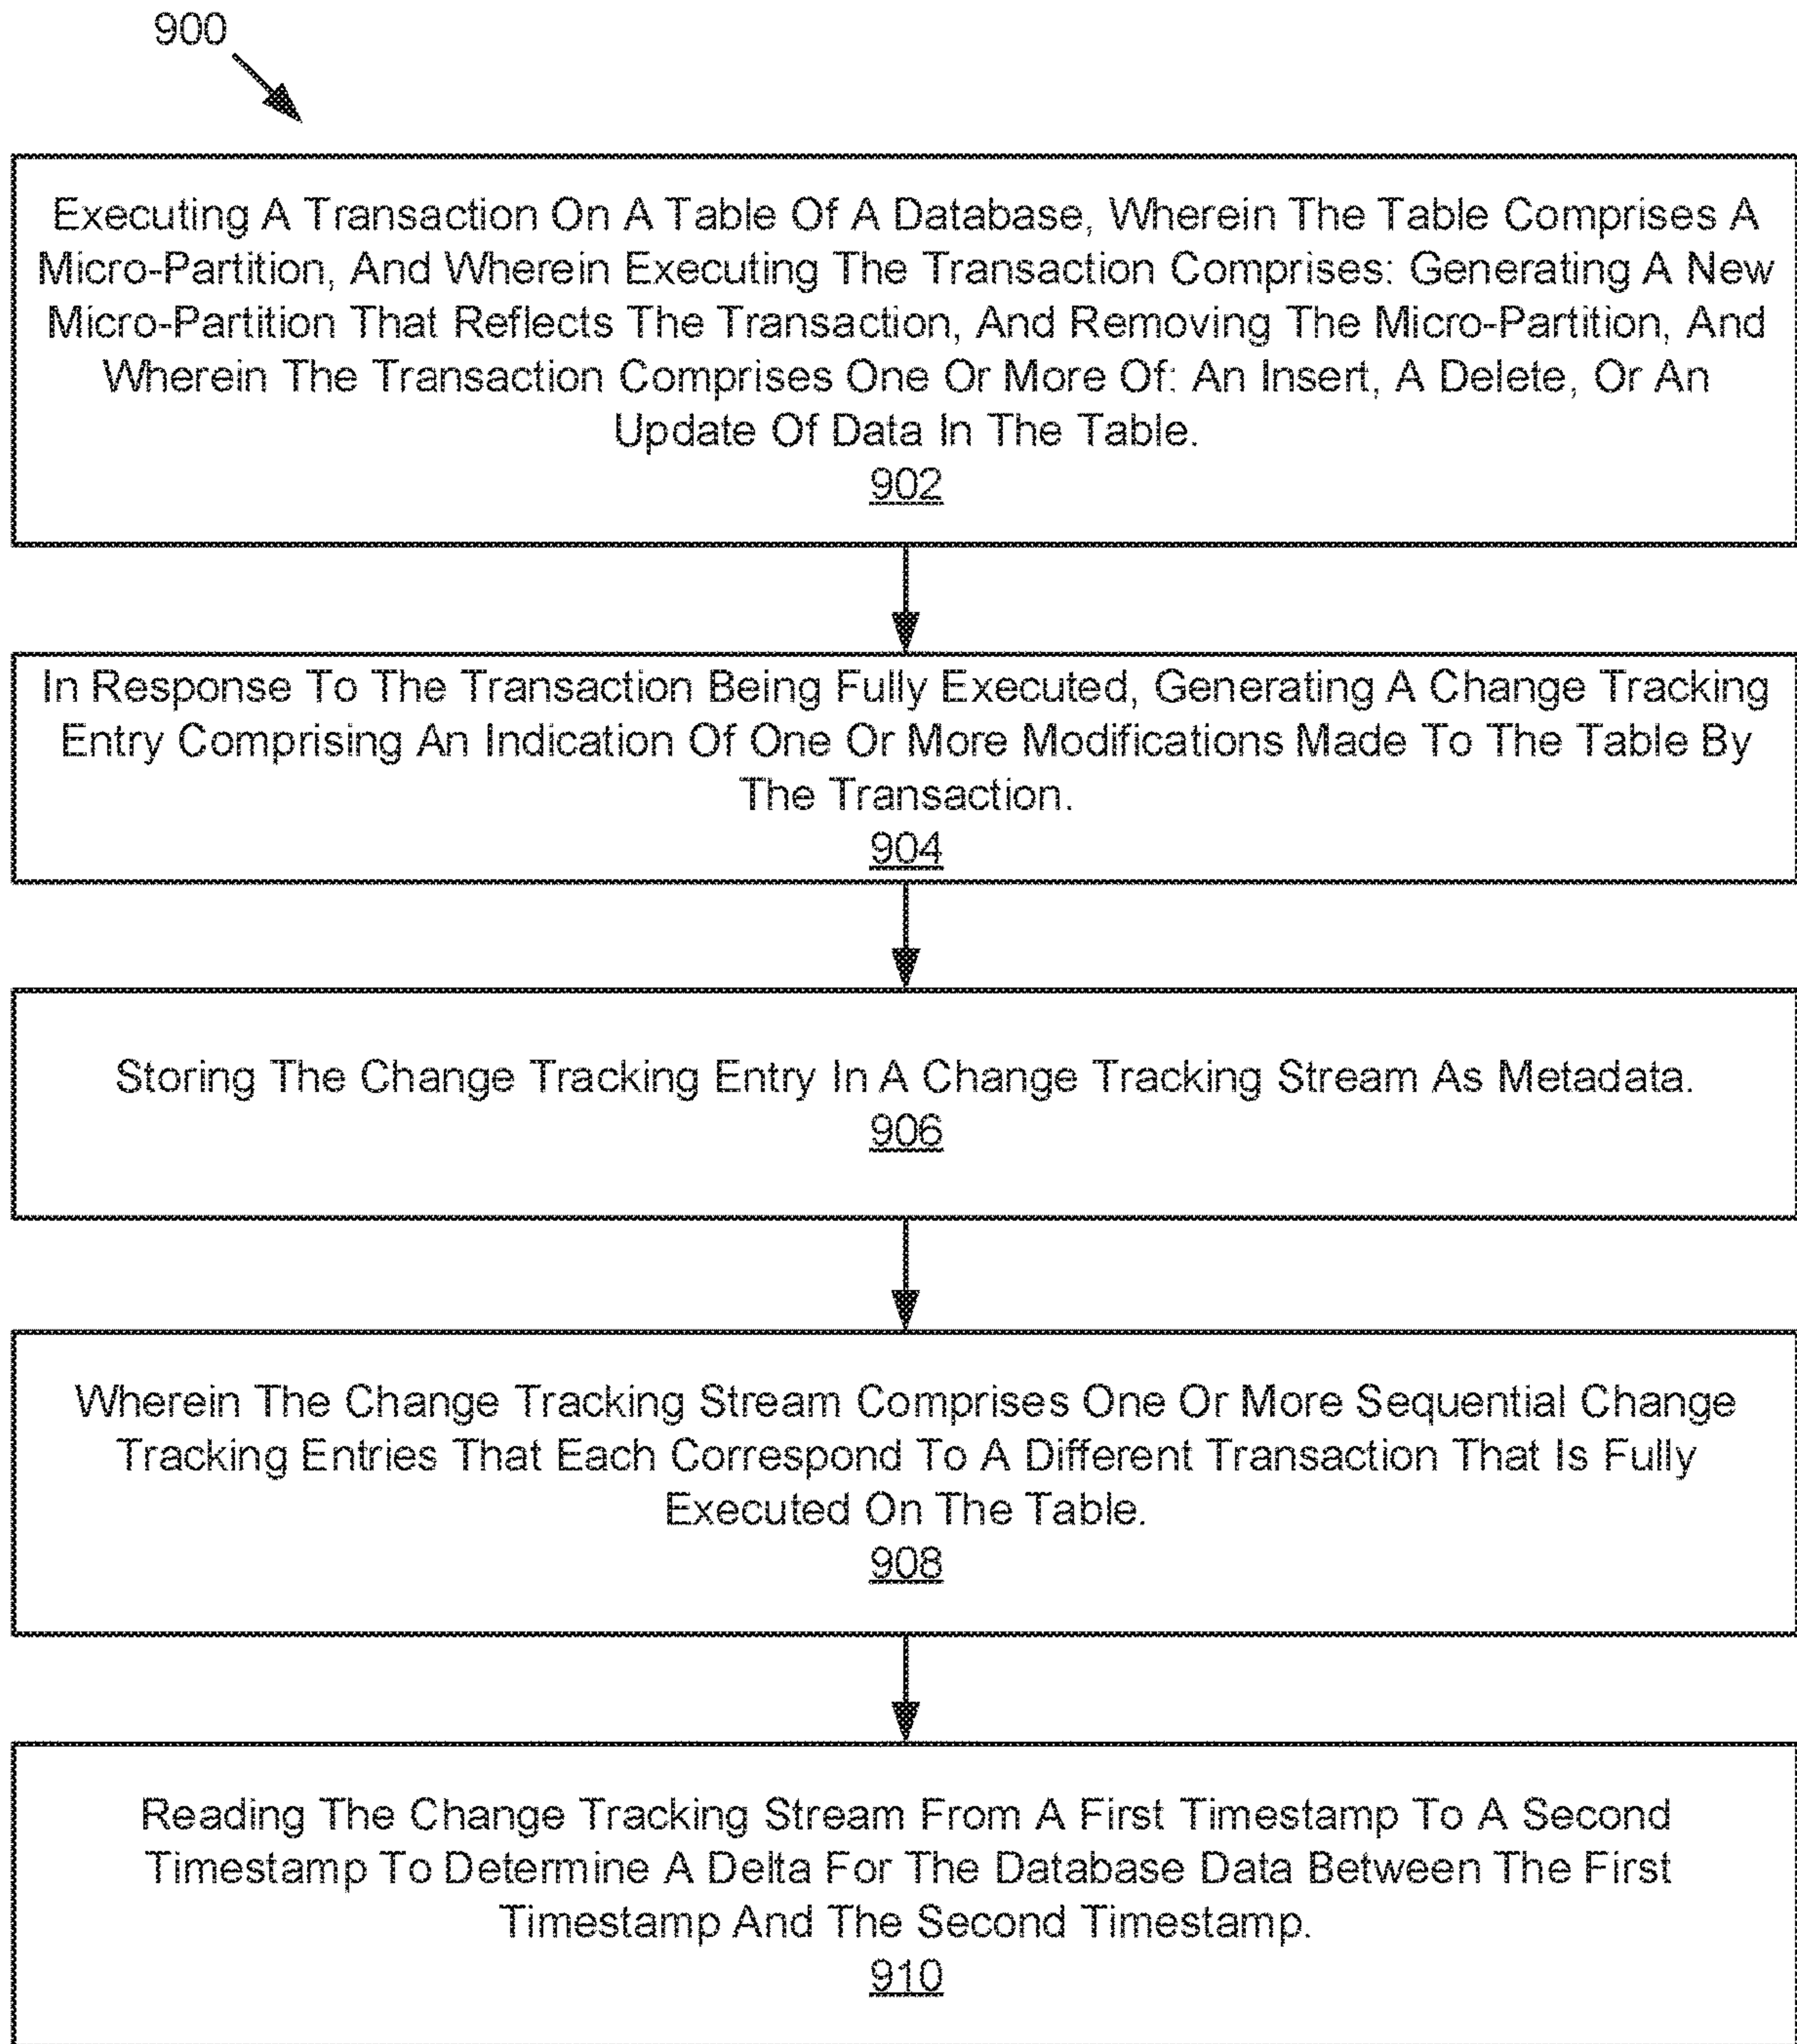 900
Executing A Transaction On A Table Of A Database, Wherein The Table Comprises A
Micro-Partition, And Wherein Executing The Transaction Comprises: Generating A New
Micro-Partition That Reflects The Transaction, And Removing The Micro-Partition, And
Wherein The Transaction Comprises One Or More Of: An Insert, A Delete, Or An
Update Of Data In The Table.
902
In Response To The Transaction Being Fully Executed, Generating A Change Tracking
Entry Comprising An Indication Of One Or More Modifications Made To The Table By
The Transaction.
904
Storing The Change Tracking Entry In A Change Tracking Stream As Metadata.
906
Wherein The Change Tracking Stream Comprises One Or More Sequential Change
Tracking Entries That Each Correspond To A Different Transaction That Is Fully
Executed On The Table.
908
Reading The Change Tracking Stream From A First Timestamp To A Second
Timestamp To Determine A Delta For The Database Data Between The First
Timestamp And The Second Timestamp.
910